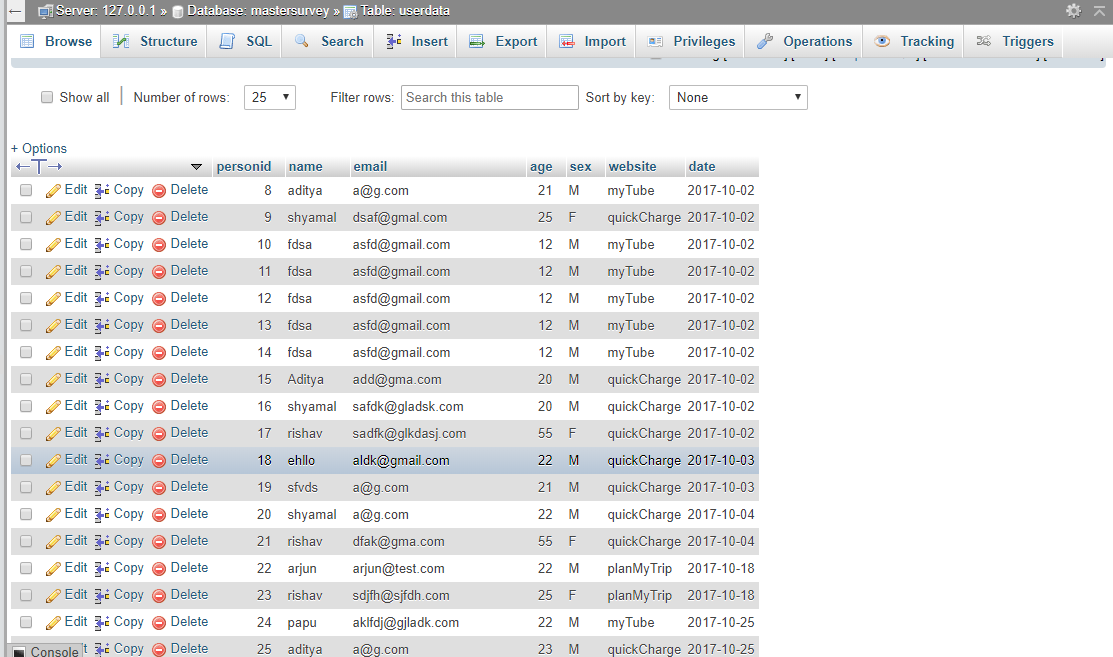 Server: 127.0.0.1 » Database: mastersurvey » Table: userdata
Browse Structure SQL Search Insert Export Import Privileges Operations Tracking Triggers
Show all Number of rows: 25 Filter rows: Search this table Sort by key: None
+ Options
←T→ personid name email age sex website date
Edit Copy Delete 8 aditya a@g.com 21 M myTube 2017-10-02
Edit Copy Delete 9 shyamal dsaf@gmal.com 25 F quickCharge 2017-10-02
Edit Copy Delete 10 fdsa asfd@gmail.com 12 M myTube 2017-10-02
Edit Copy Delete 11 fdsa asfd@gmail.com 12 M myTube 2017-10-02
Edit Copy Delete 12 fdsa asfd@gmail.com 12 M myTube 2017-10-02
Edit Copy Delete 13 fdsa asfd@gmail.com 12 M myTube 2017-10-02
Edit Copy Delete 14 fdsa asfd@gmail.com 12 M myTube 2017-10-02
Edit Copy Delete 15 Aditya add@gma.com 20 M quickCharge 2017-10-02
Edit Copy Delete 16 shyamal safdk@gladsk.com 20 M quickCharge 2017-10-02
Edit Copy Delete 17 rishav sadfk@glkdasj.com 55 F quickCharge 2017-10-02
Edit Copy Delete 18 ehllo aldk@gmail.com 22 M quickCharge 2017-10-03
Edit Copy Delete 19 sfvds a@g.com 21 M quickCharge 2017-10-03
Edit Copy Delete 20 shyamal a@g.com 22 M quickCharge 2017-10-04
Edit Copy Delete 21 rishav dfak@gma.com 55 F quickCharge 2017-10-04
Edit Copy Delete 22 arjun arjun@test.com 22 M planMyTrip 2017-10-18
Edit Copy Delete 23 rishav sdjfh@sjfdh.com 25 F planMyTrip 2017-10-18
Edit Copy Delete 24 papu aklfdj@gjladk.com 22 M myTube 2017-10-25
Console Copy Delete 25 aditya a@g.com 23 M quickCharge 2017-10-25